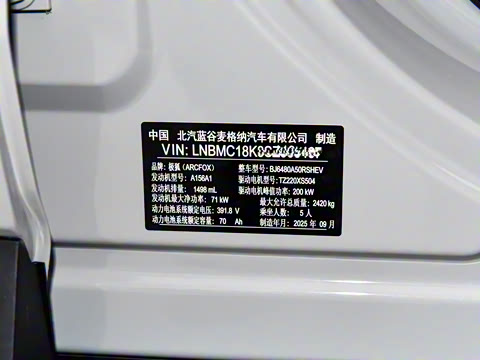 中国 北汽蓝谷麦格纳汽车有限公司 制造
VIN: LNBMC18K
品牌: 极狐 (ARCFOX) 整车型号: BJ6480A50RSHEV
发动机型号: A156A1 驱动电机型号: TZ220XS504
发动机排量: 1498 mL 驱动电机峰值功率: 200 kW
发动机最大净功率: 71 kW 最大允许总质量: 2420 kg
动力电池系统额定电压: 391.8 V 乘坐人数: 5 人
动力电池系统额定容量: 70 Ah 制造年月: 2025 年 09 月